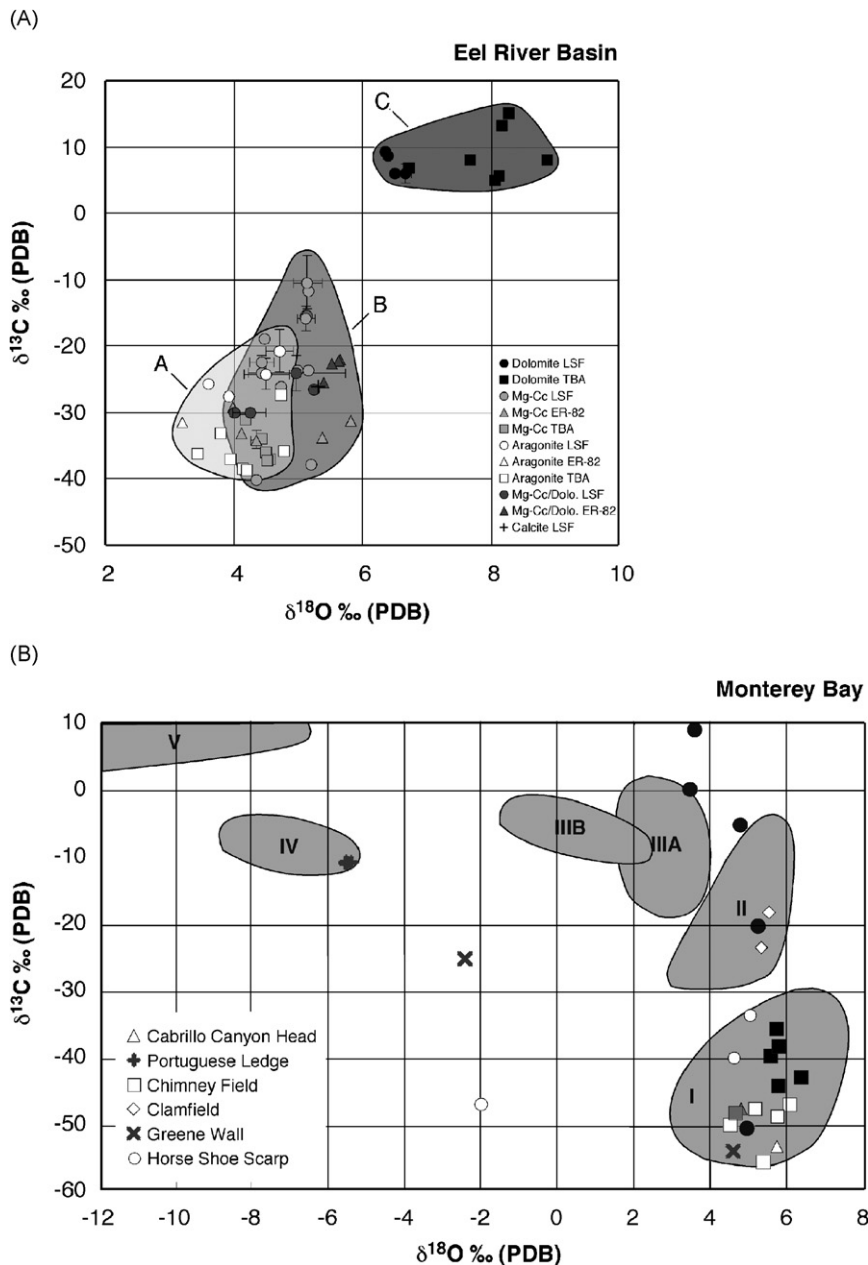 (A)
Eel River Basin
20
10
0
-10
-20
-30
-40
-50
δ13C ‰ (PDB)
C
B
A
Dolomite LSF
Dolomite TBA
Mg-Cc LSF
Mg-Cc ER-82
Mg-Cc TBA
Aragonite LSF
Aragonite ER-82
Aragonite TBA
Mg-Cc/Dolo. LSF
Mg-Cc/Dolo. ER-82
Calcite LSF
2 4 6 8 10
δ18O ‰ (PDB)
(B)
Monterey Bay
10
0
-10
-20
-30
-40
-50
-60
δ13C ‰ (PDB)
V
IV
IIIB
IIIA
II
I
Cabrillo Canyon Head
Portuguese Ledge
Chimney Field
Clamfield
Greene Wall
Horse Shoe Scarp
-12 -10 -8 -6 -4 -2 0 2 4 6 8
δ18O ‰ (PDB)